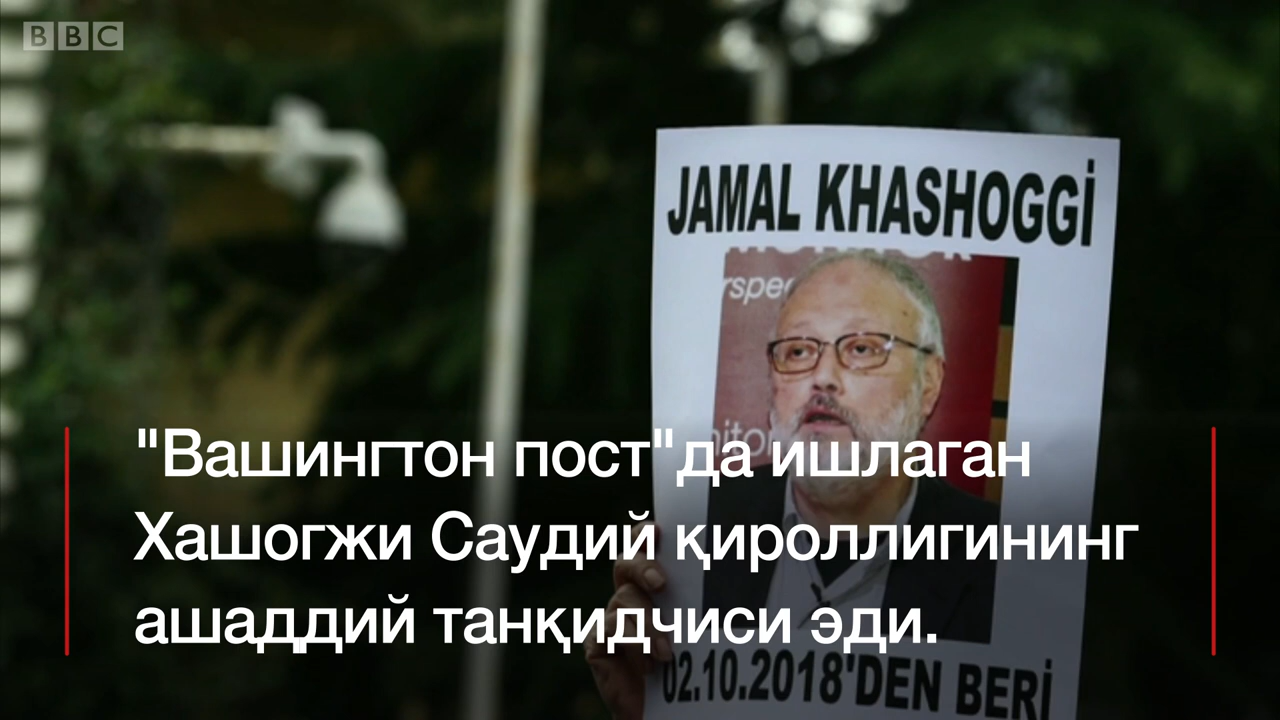 BBC
JAMAL KHASHOGGİ
"Вашингтон пост"да ишлаган
Хашогжи Саудий қироллигининг
ашаддий танқидчиси эди.
02.10.2018'DEN BERİ